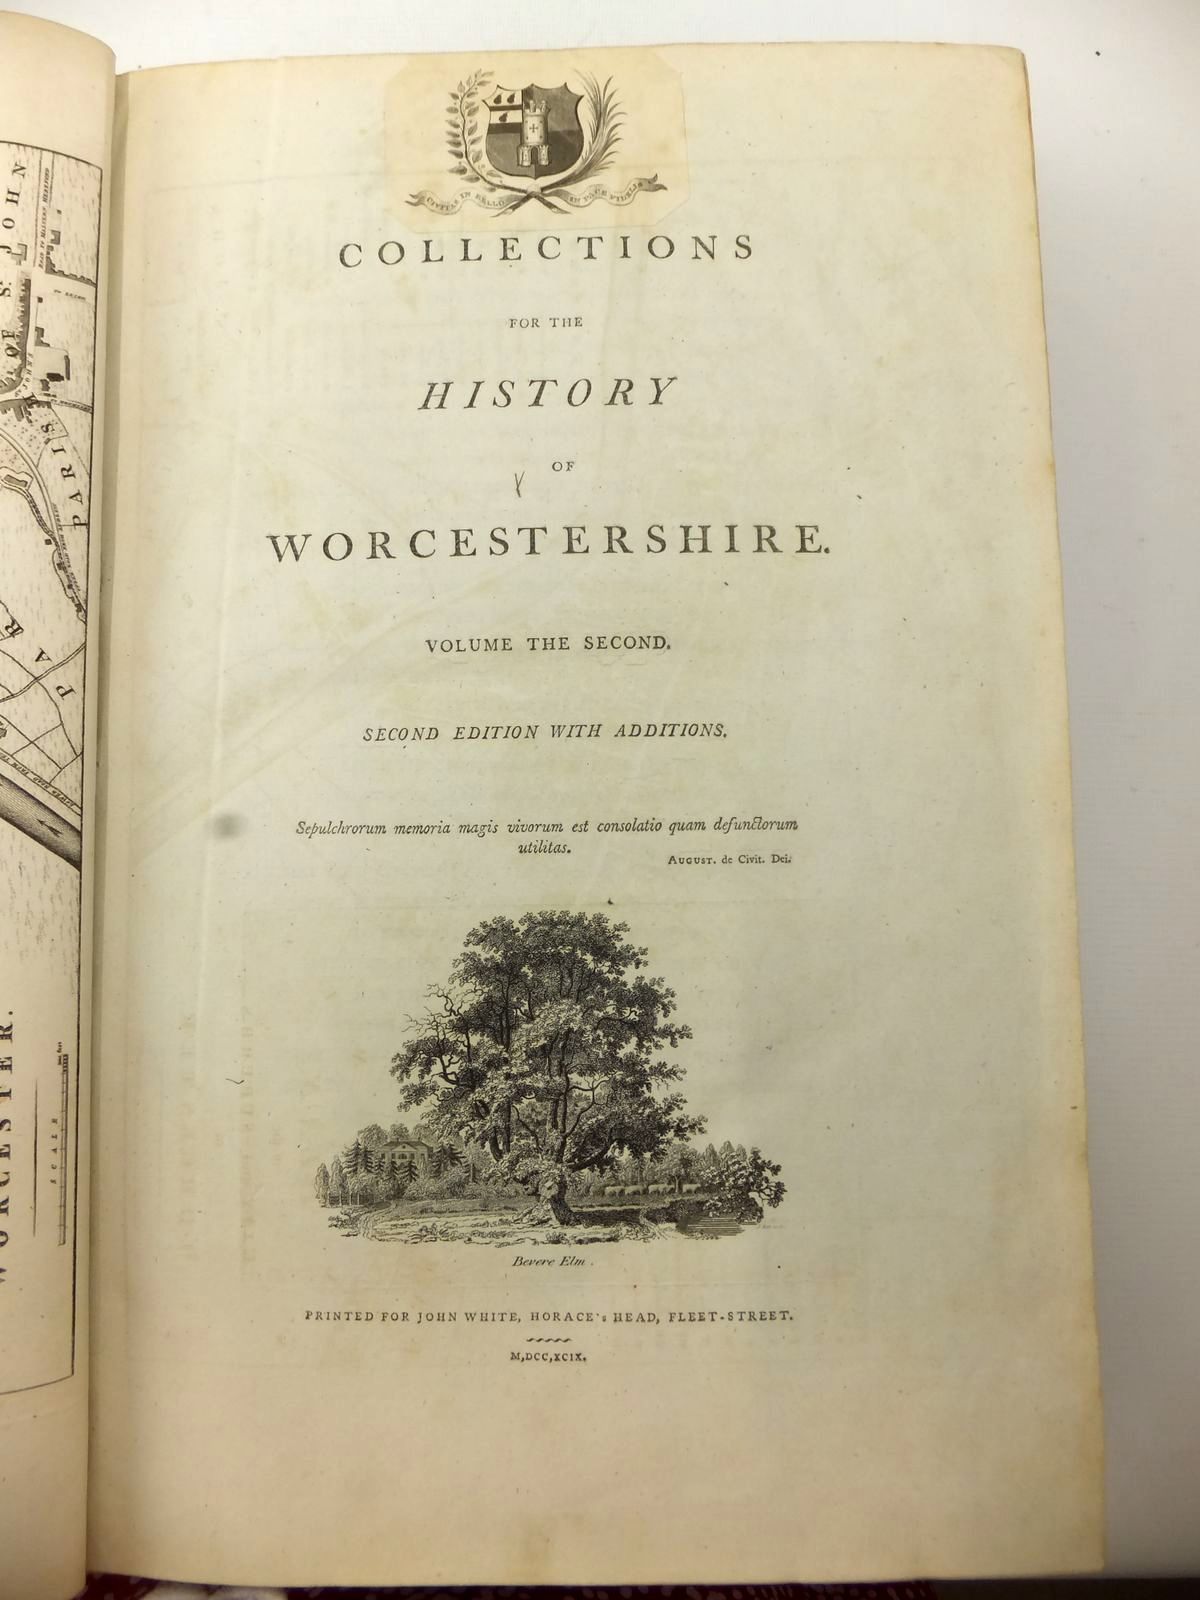 CIVITAS IN BELLO IN PACE FIDELIS
COLLECTIONS
FOR THE
HISTORY
OF
WORCESTERSHIRE.
VOLUME THE SECOND.
SECOND EDITION WITH ADDITIONS.
Sepulchrorum memoria magis vivorum est consolatio quam defunctorum
utilitas.
AUGUST. de Civit. Dei.
Bevere Elm.
PRINTED FOR JOHN WHITE, HORACE's HEAD, FLEET-STREET.
M,DCC,XCIX.
OF S. JOHN
PARISH
PAR
WORCESTER.
SCALE